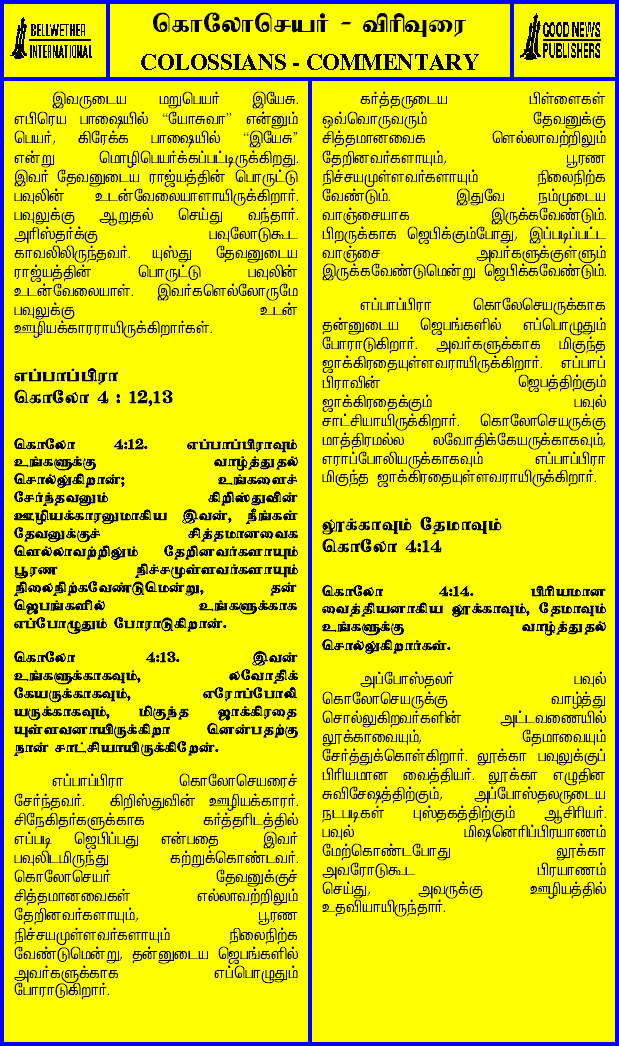 BELLWETHER
INTERNATIONAL
கொலோசெயர் - விரிவுரை
COLOSSIANS - COMMENTARY
GOOD NEWS
PUBLISHERS
இவருடைய மறுபெயர் இயேசு.
எபிரெய பாஷையில் “யோசுவா” என்னும்
பெயர், கிரேக்க பாஷையில் “இயேசு”
என்று மொழிபெயர்க்கப்பட்டிருக்கிறது.
இவர் தேவனுடைய ராஜ்யத்தின் பொருட்டு
பவுலின் உடன்வேலையாளாயிருக்கிறார்.
பவுலுக்கு ஆறுதல் செய்து வந்தார்.
அரிஸ்தர்க்கு பவுலோடுகூட
காவலிலிருந்தவர். யுஸ்து தேவனுடைய
ராஜ்யத்தின் பொருட்டு பவுலின்
உடன்வேலையாள். இவர்களெல்லோருமே
பவுலுக்கு உடன்
ஊழியக்காரராயிருக்கிறார்கள்.
எப்பாப்பிரா
கொலோ 4 : 12,13
கொலோ 4:12. எப்பாப்பிராவும்
உங்களுக்கு வாழ்த்துதல்
சொல்லுகிறான்; உங்களைச்
சேர்ந்தவனும் கிறிஸ்துவின்
ஊழியக்காரனுமாகிய இவன், நீங்கள்
தேவனுக்குச் சித்தமானவைக
ளெல்லாவற்றிலும் தேறினவர்களாயும்
பூரண நிச்சமுள்ளவர்களாயும்
நிலைநிற்கவேண்டுமென்று, தன்
ஜெபங்களில் உங்களுக்காக
எப்போழுதும் போராடுகிறான்.
கொலோ 4:13. இவன்
உங்களுக்காகவும், லவோதிக்
கேயருக்காகவும், எரோப்போலி
யருக்காகவும், மிகுந்த ஜாக்கிரதை
யுள்ளவனாயிருக்கிறா னென்பதற்கு
நான் சாட்சியாயிருக்கிறேன்.
எப்பாப்பிரா கொலோசெயரைச்
சேர்ந்தவர். கிறிஸ்துவின் ஊழியக்காரர்.
சிநேகிதர்களுக்காக கர்த்தரிடத்தில்
எப்படி ஜெபிப்பது என்பதை இவர்
பவுலிடமிருந்து கற்றுக்கொண்டவர்.
கொலோசெயர் தேவனுக்குச்
சித்தமானவைகள் எல்லாவற்றிலும்
தேறினவர்களாயும், பூரண
நிச்சயமுள்ளவர்களாயும் நிலைநிற்க
வேண்டுமென்று, தன்னுடைய ஜெபங்களில்
அவர்களுக்காக எப்பொழுதும்
போராடுகிறார்.
கர்த்தருடைய பிள்ளைகள்
ஒவ்வொருவரும் தேவனுக்கு
சித்தமானவைக ளெல்லாவற்றிலும்
தேறினவர்களாயும், பூரண
நிச்சயமுள்ளவர்களாயும் நிலைநிற்க
வேண்டும். இதுவே நம்முடைய
வாஞ்சையாக இருக்கவேண்டும்.
பிறருக்காக ஜெபிக்கும்போது, இப்படிப்பட்ட
வாஞ்சை அவர்களுக்குள்ளும்
இருக்கவேண்டுமென்று ஜெபிக்கவேண்டும்.
எப்பாப்பிரா கொலேசெயருக்காக
தன்னுடைய ஜெபங்களில் எப்பொழுதும்
போராடுகிறார். அவர்களுக்காக மிகுந்த
ஜாக்கிரதையுள்ளவராயிருக்கிறார். எப்பாப்
பிராவின் ஜெபத்திற்கும்
ஜாக்கிரதைக்கும் பவுல்
சாட்சியாயிருக்கிறார். கொலோசெயருக்கு
மாத்திரமல்ல லவோதிக்கேயருக்காகவும்,
எராப்போலியருக்காகவும் எப்பாப்பிரா
மிகுந்த ஜாக்கிரதையுள்ளவராயிருக்கிறார்.
லூக்காவும் தேமாவும்
கொலோ 4:14
கொலோ 4:14. பிரியமான
வைத்தியனாகிய லூக்காவும், தேமாவும்
உங்களுக்கு வாழ்த்துதல்
சொல்லுகிறார்கள்.
அப்போஸ்தலர் பவுல்
கொலோசெயருக்கு வாழ்த்து
சொல்லுகிறவர்களின் அட்டவணையில்
லூக்காவையும், தேமாவையும்
சேர்த்துக்கொள்கிறார். லூக்கா பவுலுக்குப்
பிரியமான வைத்தியர். லூக்கா எழுதின
சுவிசேஷத்திற்கும், அப்போஸ்தலருடைய
நடபடிகள் புஸ்தகத்திற்கும் ஆசிரியர்.
பவுல் மிஷனெரிப்பிரயாணம்
மேற்கொண்டபோது லூக்கா
அவரோடுகூட பிரயாணம்
செய்து, அவருக்கு ஊழியத்தில்
உதவியாயிருந்தார்.